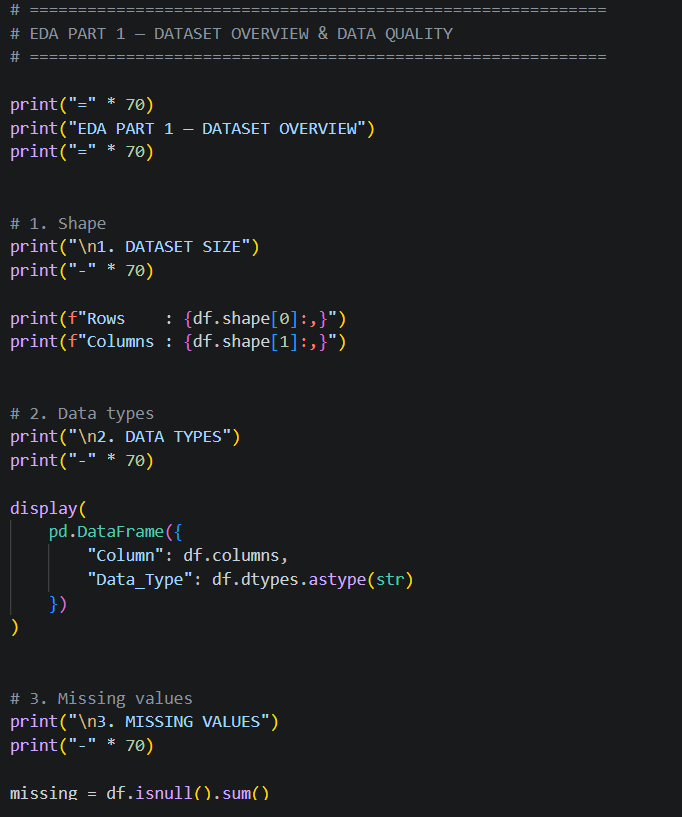 # ============================================================
# EDA PART 1 — DATASET OVERVIEW & DATA QUALITY
# ============================================================
print("=" * 70)
print("EDA PART 1 — DATASET OVERVIEW")
print("=" * 70)
# 1. Shape
print("\n1. DATASET SIZE")
print("-" * 70)
print(f"Rows    : {df.shape[0]:,}")
print(f"Columns : {df.shape[1]:,}")
# 2. Data types
print("\n2. DATA TYPES")
print("-" * 70)
display(
    pd.DataFrame({
        "Column": df.columns,
        "Data_Type": df.dtypes.astype(str)
    })
)
# 3. Missing values
print("\n3. MISSING VALUES")
print("-" * 70)
missing = df.isnull().sum()